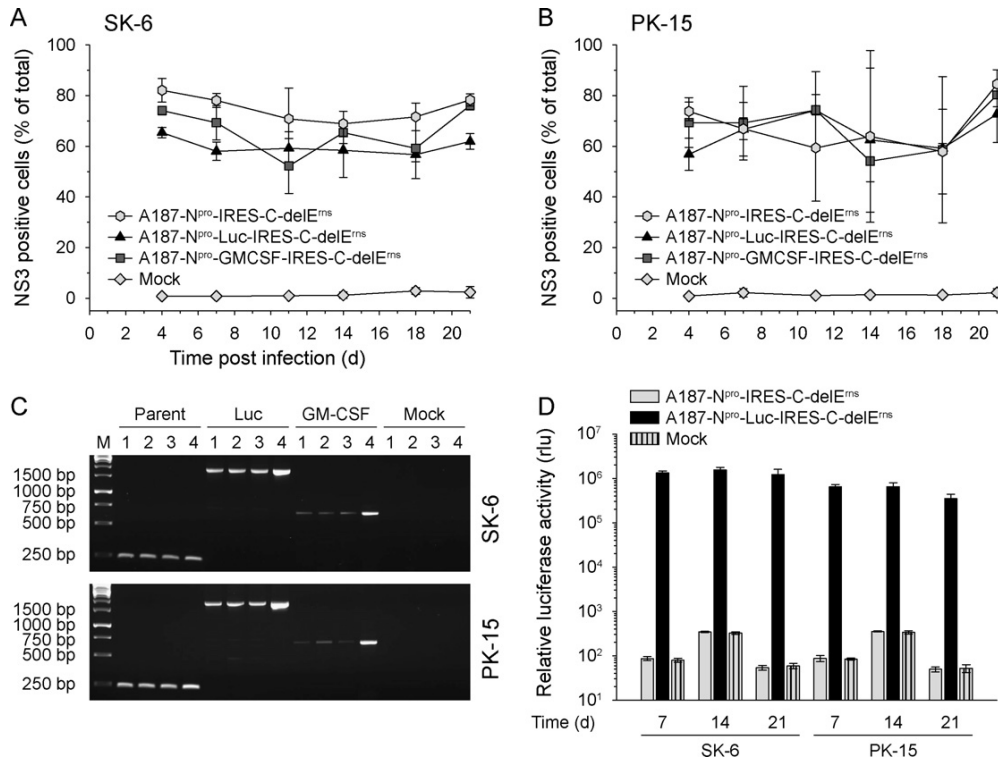 A SK-6
NS3 positive cells (% of total)
100
80
60
40
20
0
A187-Nᵖʳᵒ-IRES-C-delEʳⁿˢ
A187-Nᵖʳᵒ-Luc-IRES-C-delEʳⁿˢ
A187-Nᵖʳᵒ-GMCSF-IRES-C-delEʳⁿˢ
Mock
0 2 4 6 8 10 12 14 16 18 20
Time post infection (d)
B PK-15
NS3 positive cells (% of total)
100
80
60
40
20
0
A187-Nᵖʳᵒ-IRES-C-delEʳⁿˢ
A187-Nᵖʳᵒ-Luc-IRES-C-delEʳⁿˢ
A187-Nᵖʳᵒ-GMCSF-IRES-C-delEʳⁿˢ
Mock
0 2 4 6 8 10 12 14 16 18 20
C
Parent Luc GM-CSF Mock
M 1 2 3 4 1 2 3 4 1 2 3 4 1 2 3 4
1500 bp
1000 bp
750 bp
500 bp
250 bp
SK-6
1500 bp
1000 bp
750 bp
500 bp
250 bp
PK-15
D
A187-Nᵖʳᵒ-IRES-C-delEʳⁿˢ
A187-Nᵖʳᵒ-Luc-IRES-C-delEʳⁿˢ
Mock
Relative luciferase activity (rlu)
10⁷
10⁶
10⁵
10⁴
10³
10²
10¹
Time (d) 7 14 21 7 14 21
SK-6 PK-15